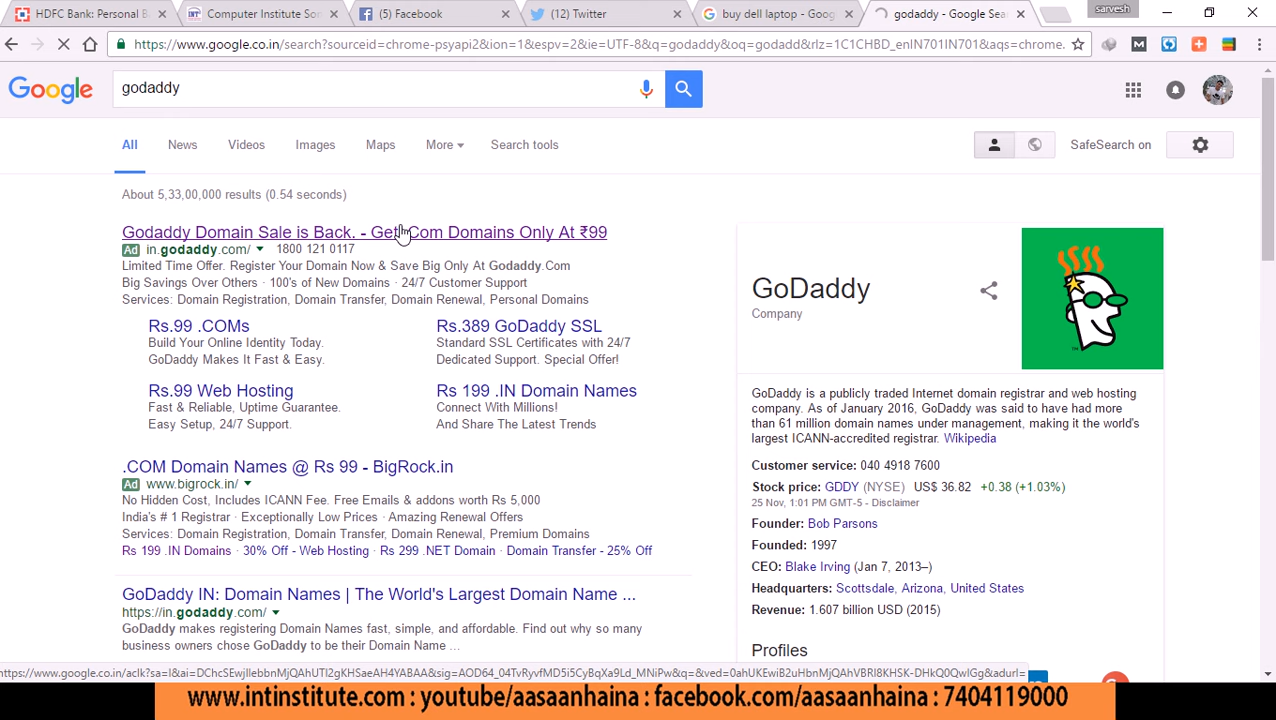 HDFC Bank: Personal B
Computer Institute Son
(5) Facebook
(12) Twitter
buy dell laptop - Goog
godaddy - Google Sea
sarvesh
https://www.google.co.in/search?sourceid=chrome-psyapi2&ion=1&espv=2&ie=UTF-8&q=godaddy&oq=godadd&rlz=1C1CHBD_enIN701IN701&aqs=chrome.
Google
godaddy
All
News
Videos
Images
Maps
More
Search tools
SafeSearch on
About 5,33,00,000 results (0.54 seconds)
Godaddy Domain Sale is Back. - Get Com Domains Only At ₹99
Ad in.godaddy.com/ 1800 121 0117
Limited Time Offer. Register Your Domain Now & Save Big Only At Godaddy.Com
Big Savings Over Others · 100's of New Domains · 24/7 Customer Support
Services: Domain Registration, Domain Transfer, Domain Renewal, Personal Domains
Rs.99 .COMs
Build Your Online Identity Today.
GoDaddy Makes It Fast & Easy.
Rs.389 GoDaddy SSL
Standard SSL Certificates with 24/7
Dedicated Support. Special Offer!
Rs.99 Web Hosting
Fast & Reliable, Uptime Guarantee.
Easy Setup, 24/7 Support.
Rs 199 .IN Domain Names
Connect With Millions!
And Share The Latest Trends
.COM Domain Names @ Rs 99 - BigRock.in
Ad www.bigrock.in/
No Hidden Cost, Includes ICANN Fee. Free Emails & addons worth Rs 5,000
India's # 1 Registrar · Exceptionally Low Prices · Amazing Renewal Offers
Services: Domain Registration, Domain Transfer, Domain Renewal, Premium Domains
Rs 199 .IN Domains · 30% Off - Web Hosting · Rs 299 .NET Domain · Domain Transfer - 25% Off
GoDaddy IN: Domain Names | The World's Largest Domain Name ...
https://in.godaddy.com/
GoDaddy makes registering Domain Names fast, simple, and affordable. Find out why so many
business owners chose GoDaddy to be their Domain Name ...
GoDaddy
Company
GoDaddy is a publicly traded Internet domain registrar and web hosting
company. As of January 2016, GoDaddy was said to have had more
than 61 million domain names under management, making it the world's
largest ICANN-accredited registrar. Wikipedia
Customer service: 040 4918 7600
Stock price: GDDY (NYSE) US$ 36.82 +0.38 (+1.03%)
25 Nov, 1:01 PM GMT-5 - Disclaimer
Founder: Bob Parsons
Founded: 1997
CEO: Blake Irving (Jan 7, 2013–)
Headquarters: Scottsdale, Arizona, United States
Revenue: 1.607 billion USD (2015)
Profiles
www.intinstitute.com : youtube/aasaanhaina : facebook.com/aasaanhaina : 7404119000